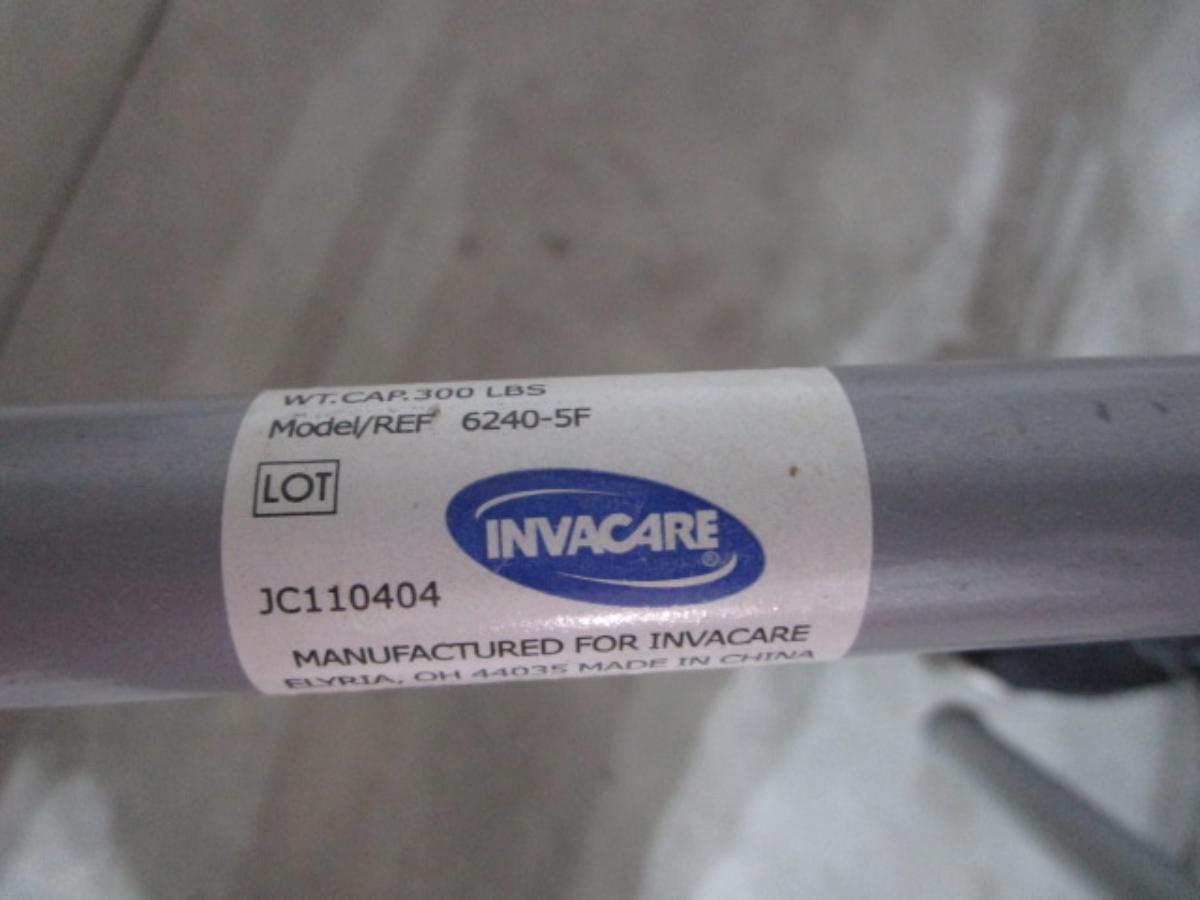 WT.CAP.300 LBS
Model/REF 6240-5F
LOT
INVACARE®
JC110404
MANUFACTURED FOR INVACARE
ELYRIA, OH 44035 MADE IN CHINA